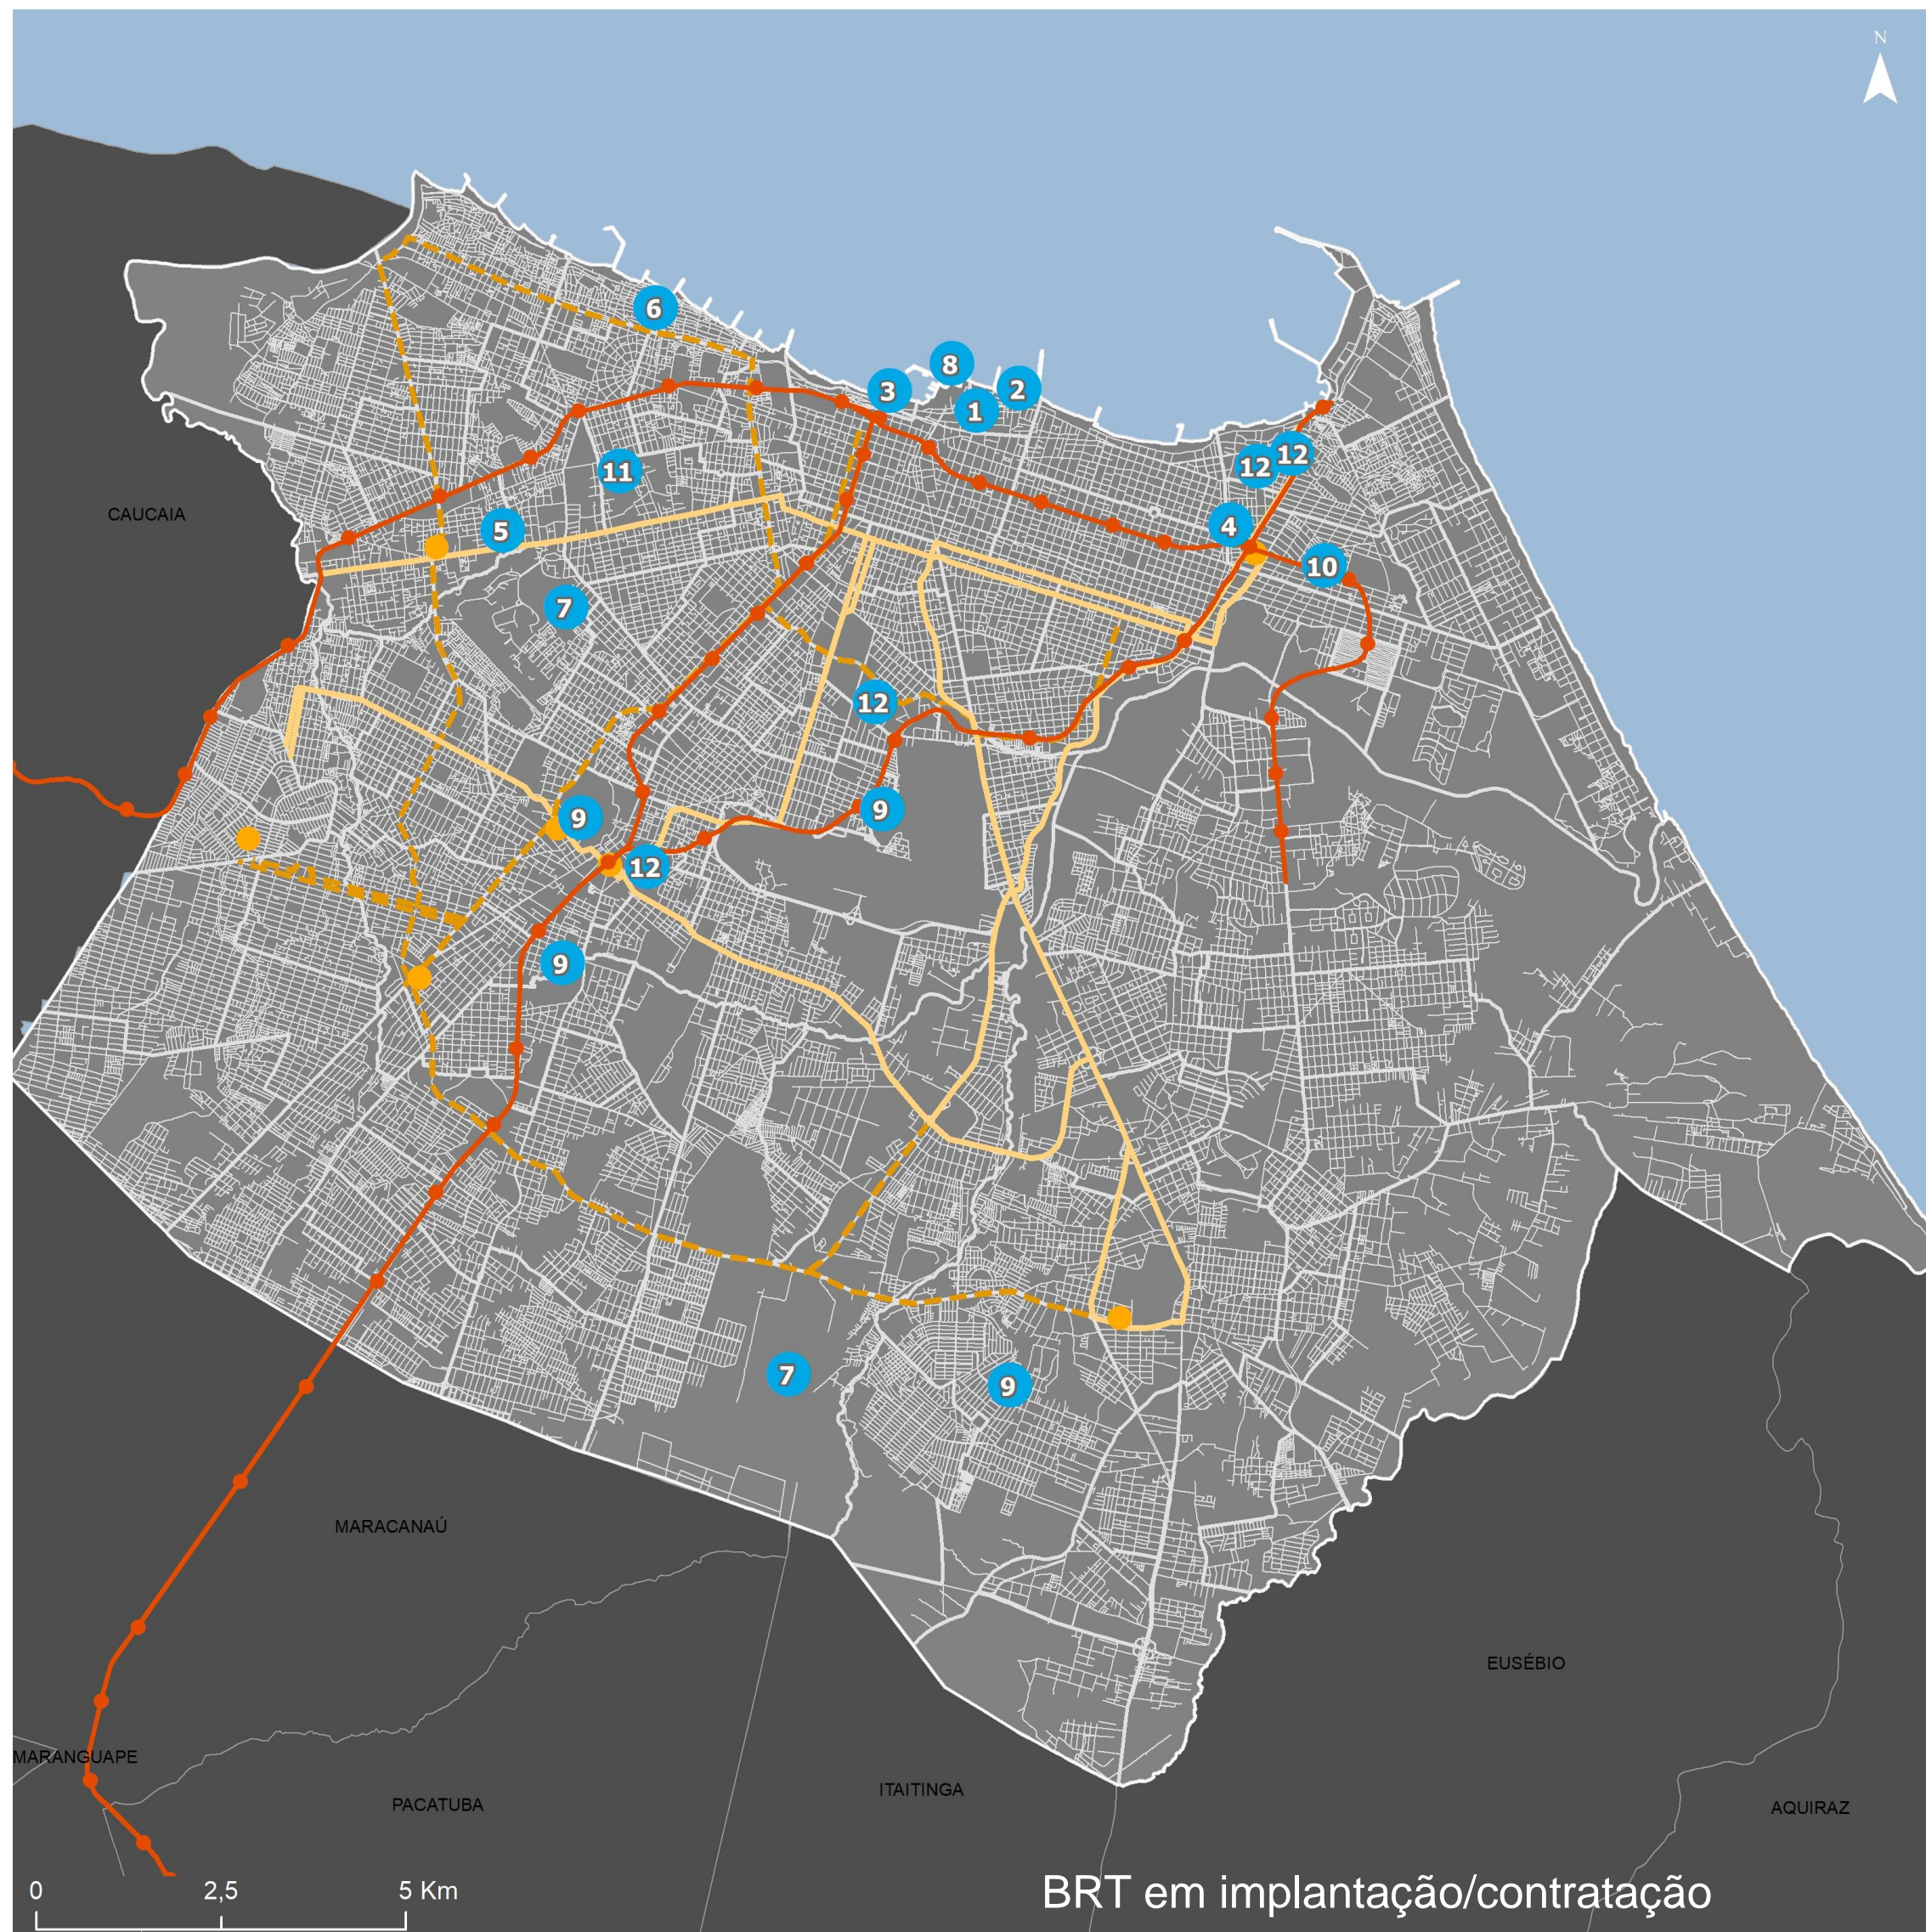 N
6
8
3
2
1
12
12
11
CAUCAIA
5
4
10
7
12
9
9
12
9
7
9
MARACANAÚ
EUSÉBIO
MARANGUAPE
ITAITINGA
PACATUBA
AQUIRAZ
0 2,5 5 Km
BRT em implantação/contratação